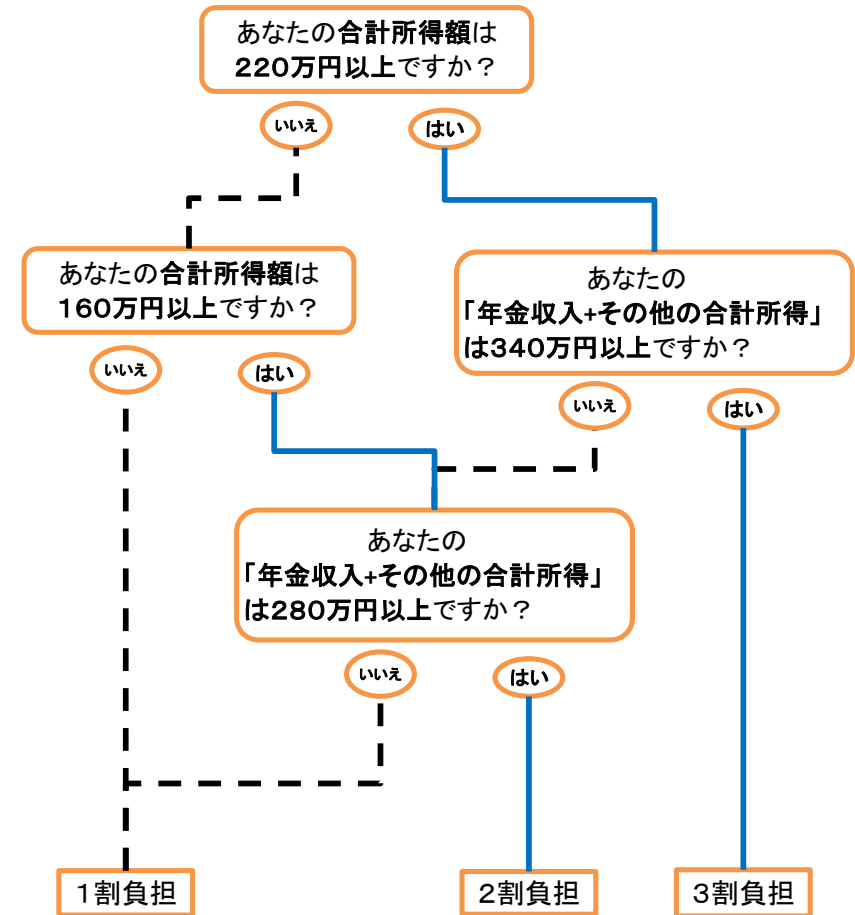 あなたの合計所得額は
220万円以上ですか？
いいえ
はい
あなたの合計所得額は
160万円以上ですか？
あなたの
「年金収入+その他の合計所得」
は340万円以上ですか？
いいえ
はい
いいえ
はい
あなたの
「年金収入+その他の合計所得」
は280万円以上ですか？
いいえ
はい
１割負担
２割負担
３割負担